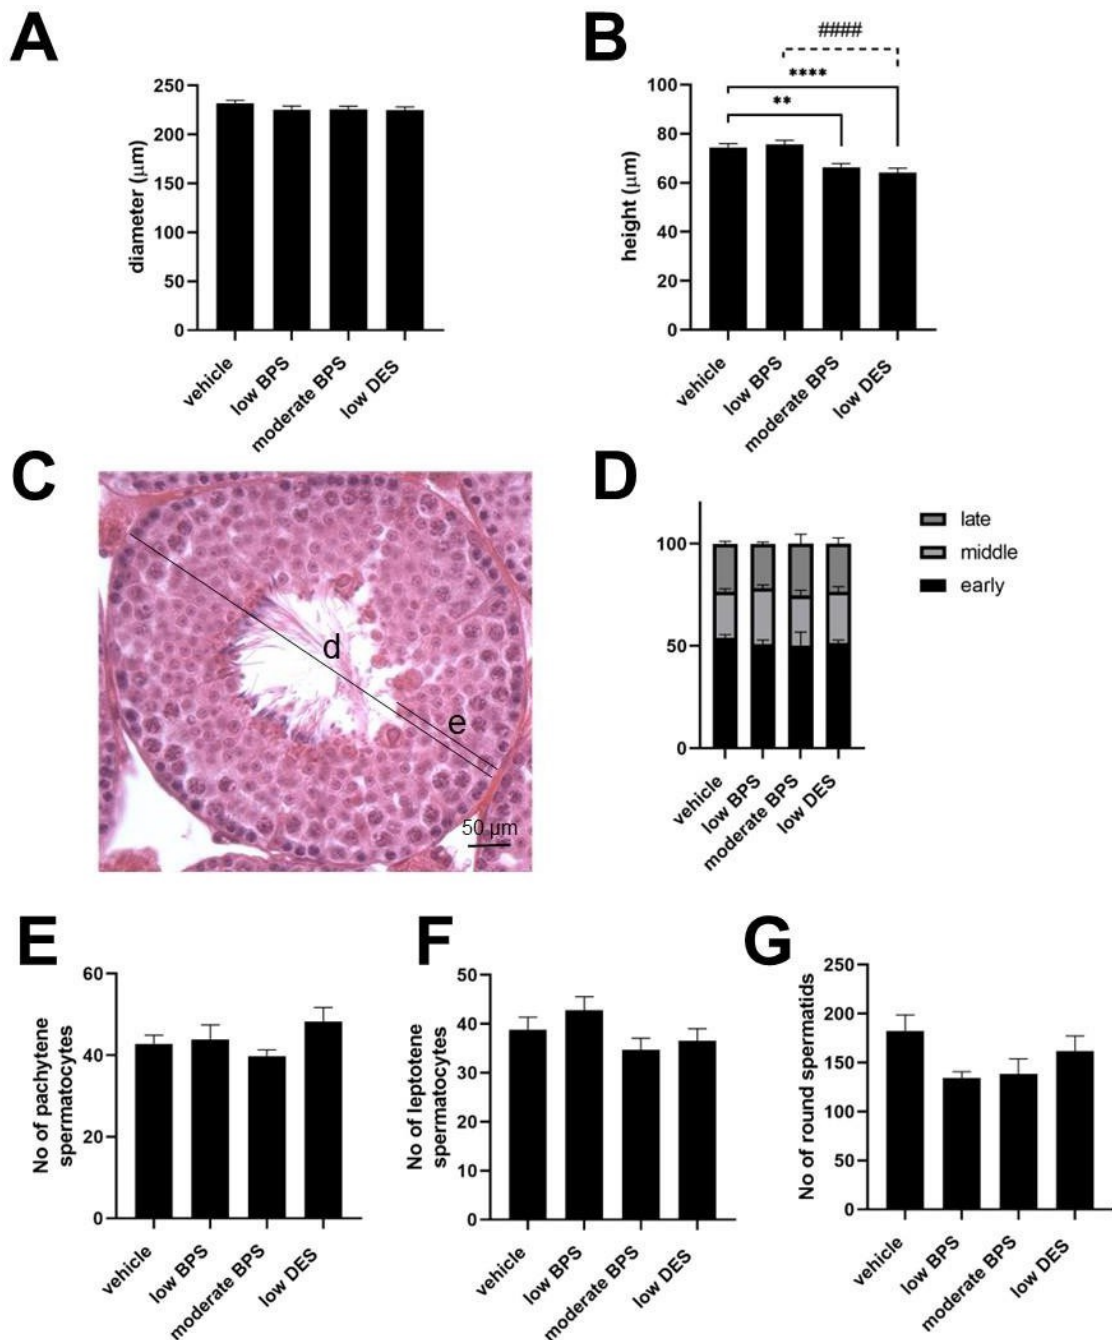 A
diameter (µm)
250
200
150
100
50
0
vehicle
low BPS
moderate BPS
low DES
B
####
****
**
height (µm)
100
80
60
40
20
0
vehicle
low BPS
moderate BPS
low DES
C
d
e
50 µm
D
100
50
0
vehicle
low BPS
moderate BPS
low DES
late
middle
early
E
No of pachytene
spermatocytes
60
40
20
0
vehicle
low BPS
moderate BPS
low DES
F
No of leptotene
spermatocytes
50
40
30
20
10
0
vehicle
low BPS
moderate BPS
low DES
G
No of round spermatids
250
200
150
100
50
0
vehicle
low BPS
moderate BPS
low DES